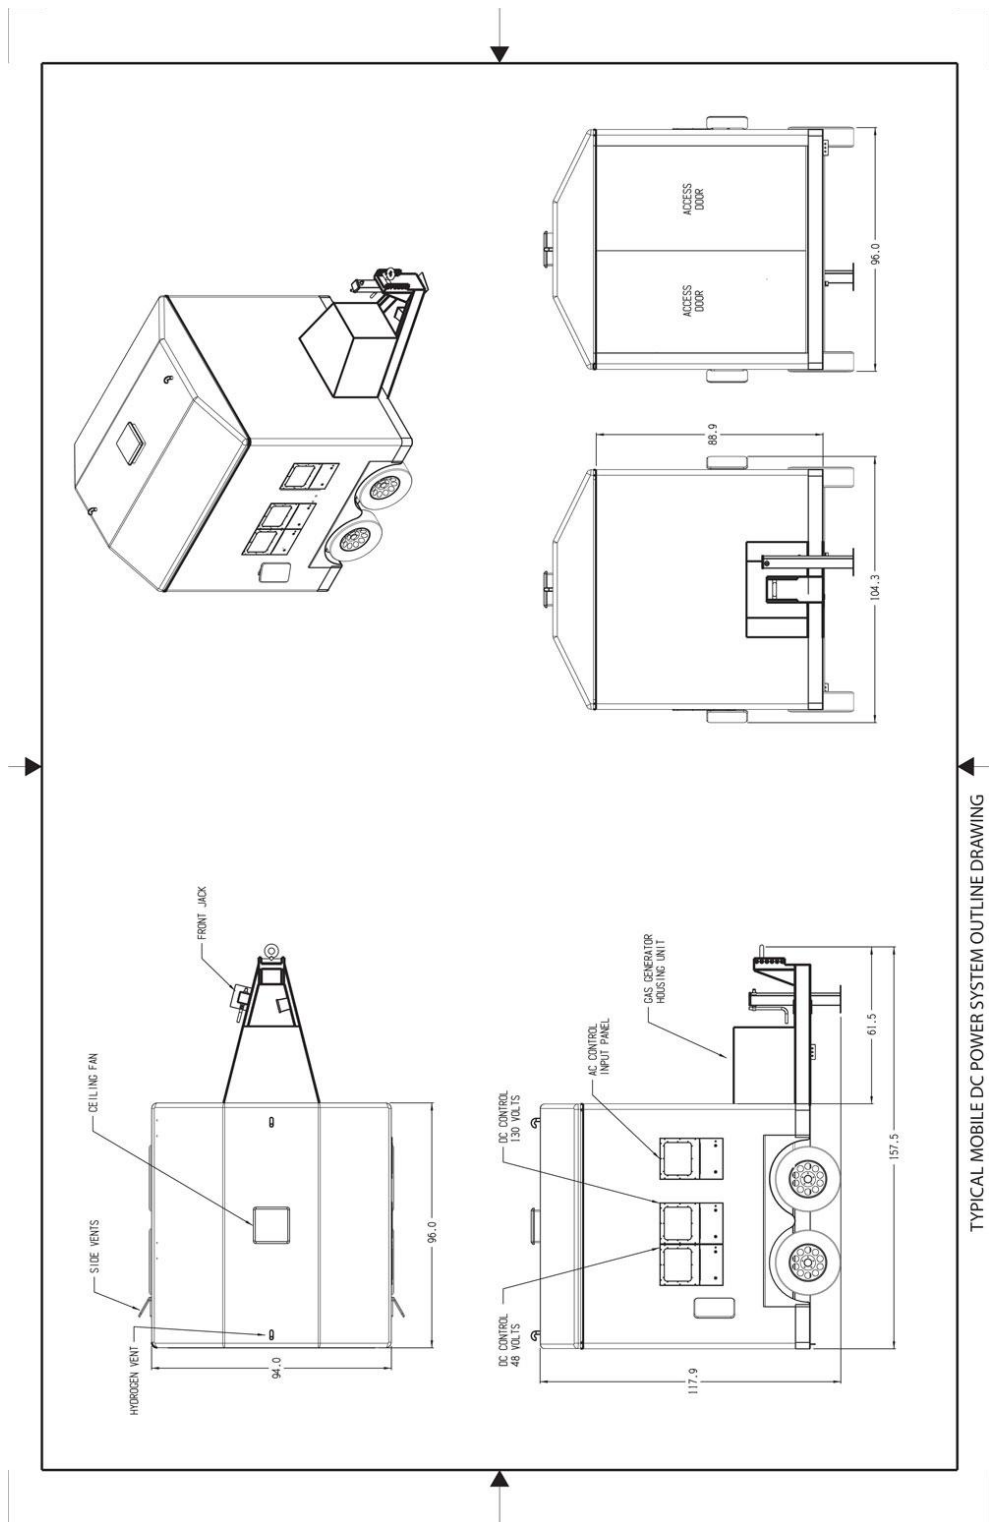 HYDROGEN VENT
SIDE VENTS
CEILING FAN
FRONT JACK
94.0
96.0
DC CONTROL
48 VOLTS
DC CONTROL
130 VOLTS
AC CONTROL
INPUT PANEL
GAS GENERATOR
HOUSING UNIT
117.9
61.5
157.5
88.9
104.3
ACCESS
DOOR
ACCESS
DOOR
96.0
TYPICAL MOBILE DC POWER SYSTEM OUTLINE DRAWING